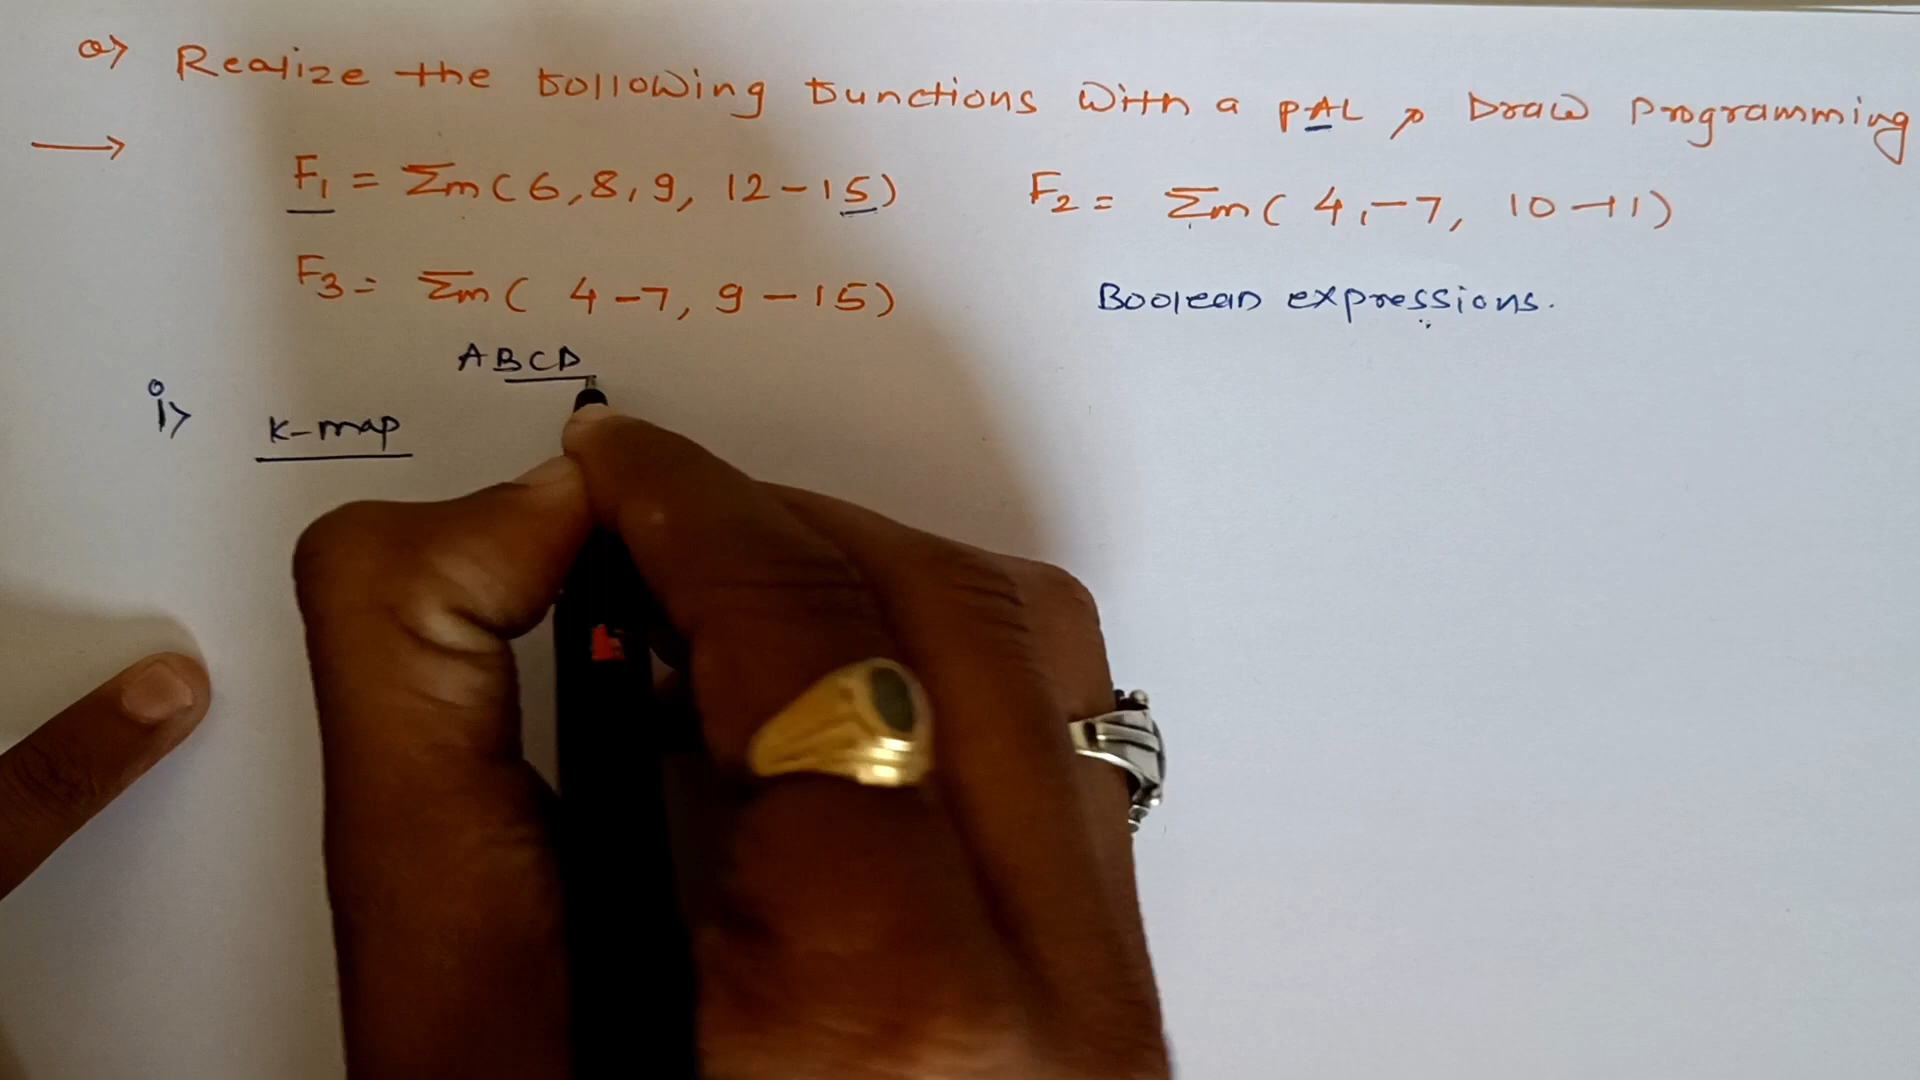 a) Realize the following functions with a PAL, Draw programming
→ F₁ = Σm(6,8,9, 12-15) F₂ = Σm( 4,-7, 10-11)
F₃ = Σm( 4-7, 9-15) Boolean expressions.
ABCD
i) K-map